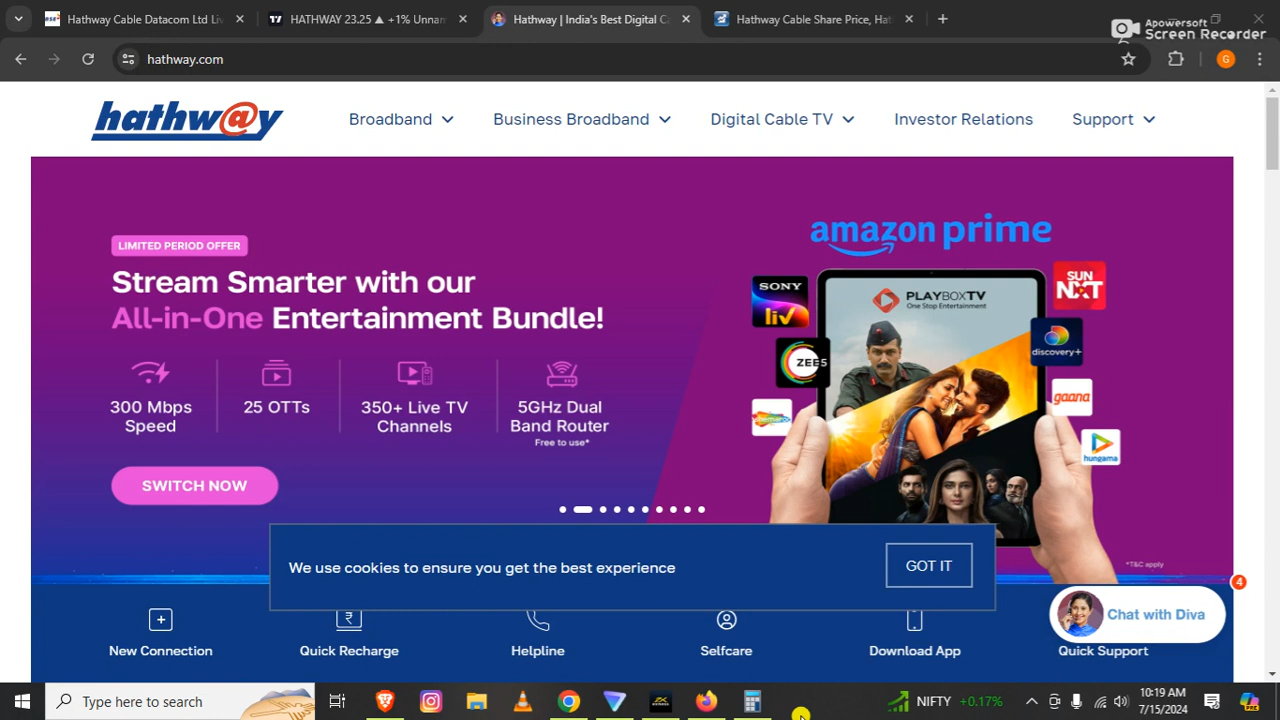 Hathway Cable Datacom Ltd Liv
HATHWAY 23.25 ▲ +1% Unnam
Hathway | India's Best Digital C
Hathway Cable Share Price, Hat
Apowersoft
Screen Recorder
hathway.com
G
hathw@y
Broadband
Business Broadband
Digital Cable TV
Investor Relations
Support
LIMITED PERIOD OFFER
Stream Smarter with our
All-in-One Entertainment Bundle!
300 Mbps
Speed
25 OTTs
350+ Live TV
Channels
5GHz Dual
Band Router
Free to use*
SWITCH NOW
amazon prime
SONY
liv
ZEE5
PLAYBOXTV
One Stop Entertainment
SUN
NXT
discovery+
gaana
hungama
*T&C apply
We use cookies to ensure you get the best experience
GOT IT
4
Chat with Diva
New Connection
Quick Recharge
Helpline
Selfcare
Download App
Quick Support
Type here to search
NIFTY +0.17%
10:19 AM
7/15/2024